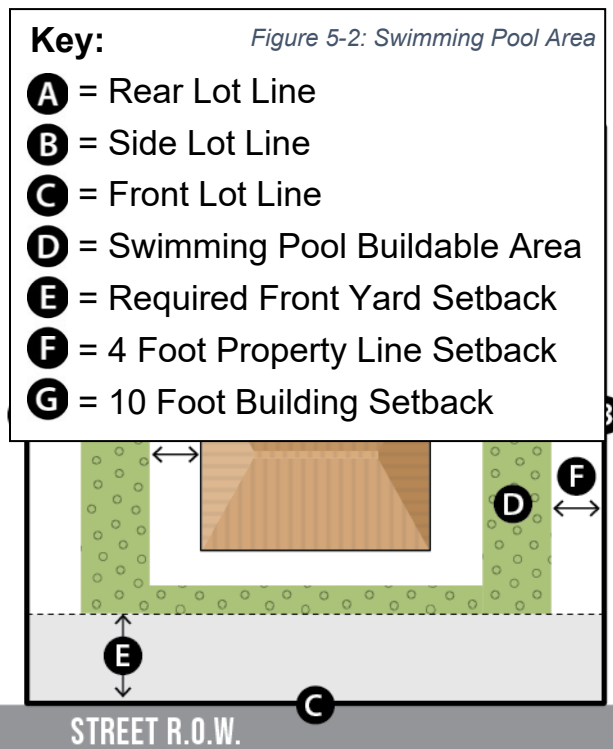 Key:
Figure 5-2: Swimming Pool Area
A = Rear Lot Line
B = Side Lot Line
C = Front Lot Line
D = Swimming Pool Buildable Area
E = Required Front Yard Setback
F = 4 Foot Property Line Setback
G = 10 Foot Building Setback
B
F
D
E
C
STREET R.O.W.